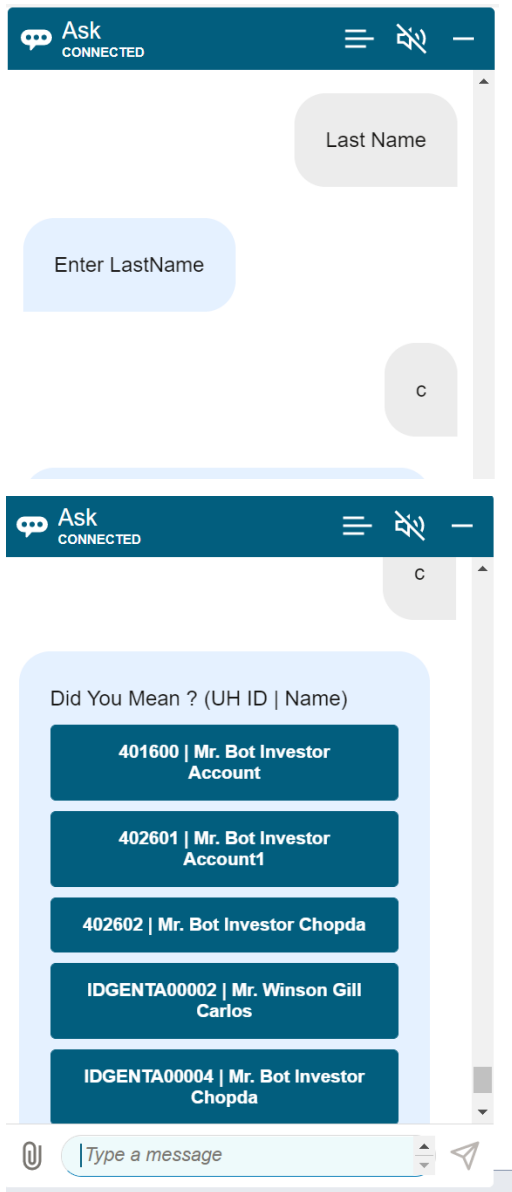 Ask
CONNECTED
Last Name
Enter LastName
c
Ask
CONNECTED
c
Did You Mean ? (UH ID | Name)
401600 | Mr. Bot Investor
Account
402601 | Mr. Bot Investor
Account1
402602 | Mr. Bot Investor Chopda
IDGENTA00002 | Mr. Winson Gill
Carlos
IDGENTA00004 | Mr. Bot Investor
Chopda
Type a message